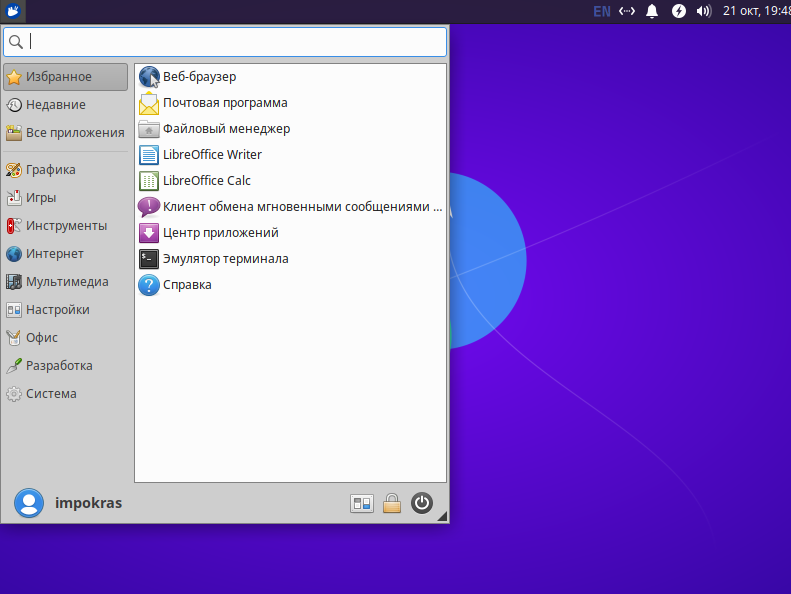 EN
21 окт, 19:48
Избранное
Недавние
Все приложения
Графика
Игры
Инструменты
Интернет
Мультимедиа
Настройки
Офис
Разработка
Система
Веб-браузер
Почтовая программа
Файловый менеджер
LibreOffice Writer
LibreOffice Calc
Клиент обмена мгновенными сообщениями ...
Центр приложений
Эмулятор терминала
Справка
impokras